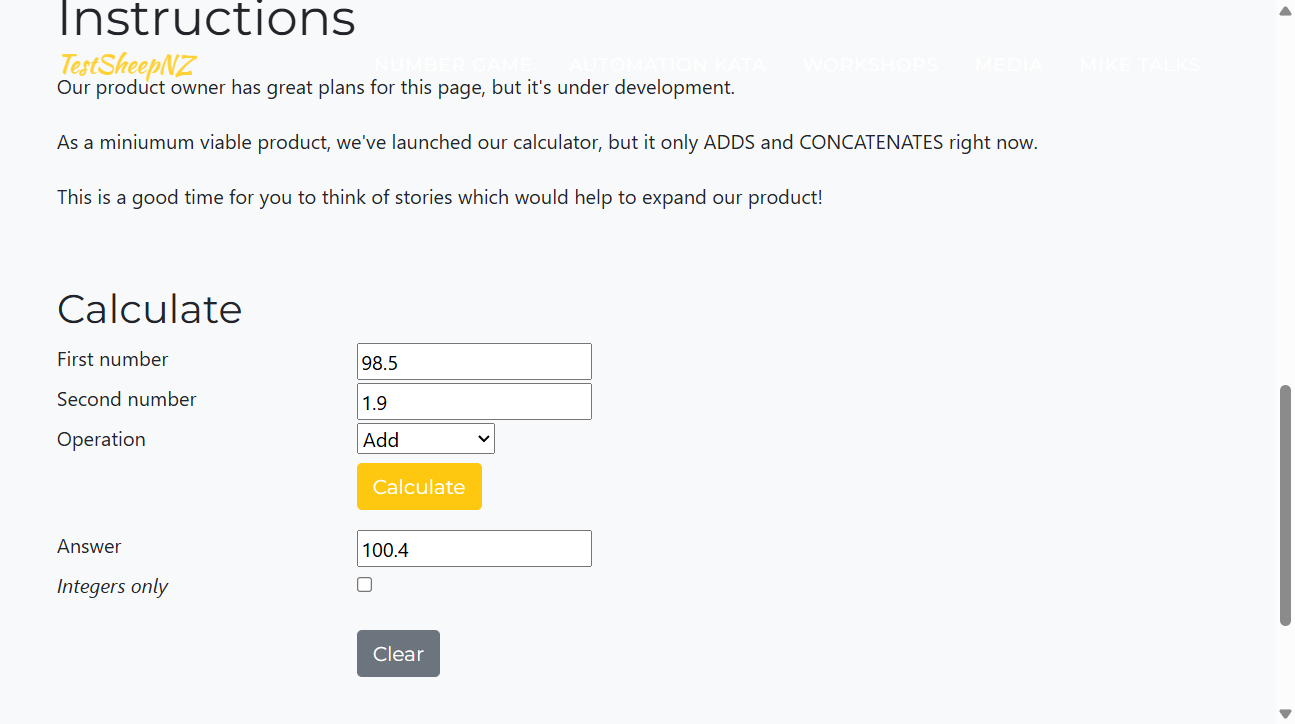 Instructions
TestSheepNZ
NUMBER GAME AUTOMATION KATA WORKSHOPS MEDIA MIKE TALKS
Our product owner has great plans for this page, but it's under development.
As a miniumum viable product, we've launched our calculator, but it only ADDS and CONCATENATES right now.
This is a good time for you to think of stories which would help to expand our product!
Calculate
First number 98.5
Second number 1.9
Operation Add
Calculate
Answer 100.4
Integers only
Clear